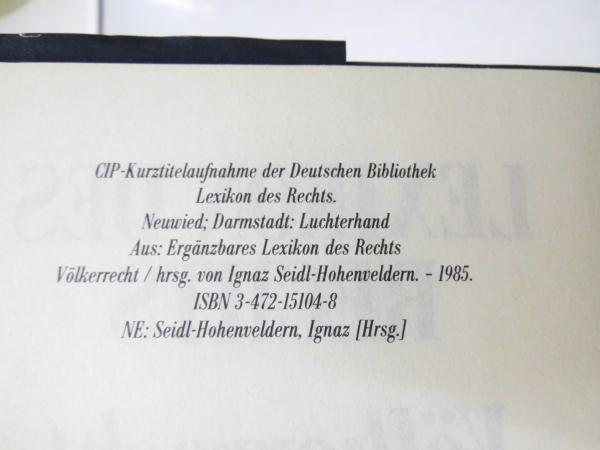 CIP-Kurztitelaufnahme der Deutschen Bibliothek
Lexikon des Rechts.
Neuwied; Darmstadt: Luchterhand
Aus: Ergänzbares Lexikon des Rechts
Völkerrecht / hrsg. von Ignaz Seidl-Hohenveldern. – 1985.
ISBN 3-472-15104-8
NE: Seidl-Hohenveldern, Ignaz [Hrsg.]